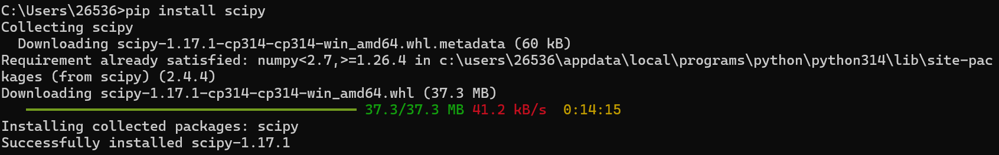 C:\Users\26536>pip install scipy
Collecting scipy
  Downloading scipy-1.17.1-cp314-cp314-win_amd64.whl.metadata (60 kB)
Requirement already satisfied: numpy<2.7,>=1.26.4 in c:\users\26536\appdata\local\programs\python\python314\lib\site-pac
kages (from scipy) (2.4.4)
Downloading scipy-1.17.1-cp314-cp314-win_amd64.whl (37.3 MB)
37.3/37.3 MB 41.2 kB/s  0:14:15
Installing collected packages: scipy
Successfully installed scipy-1.17.1